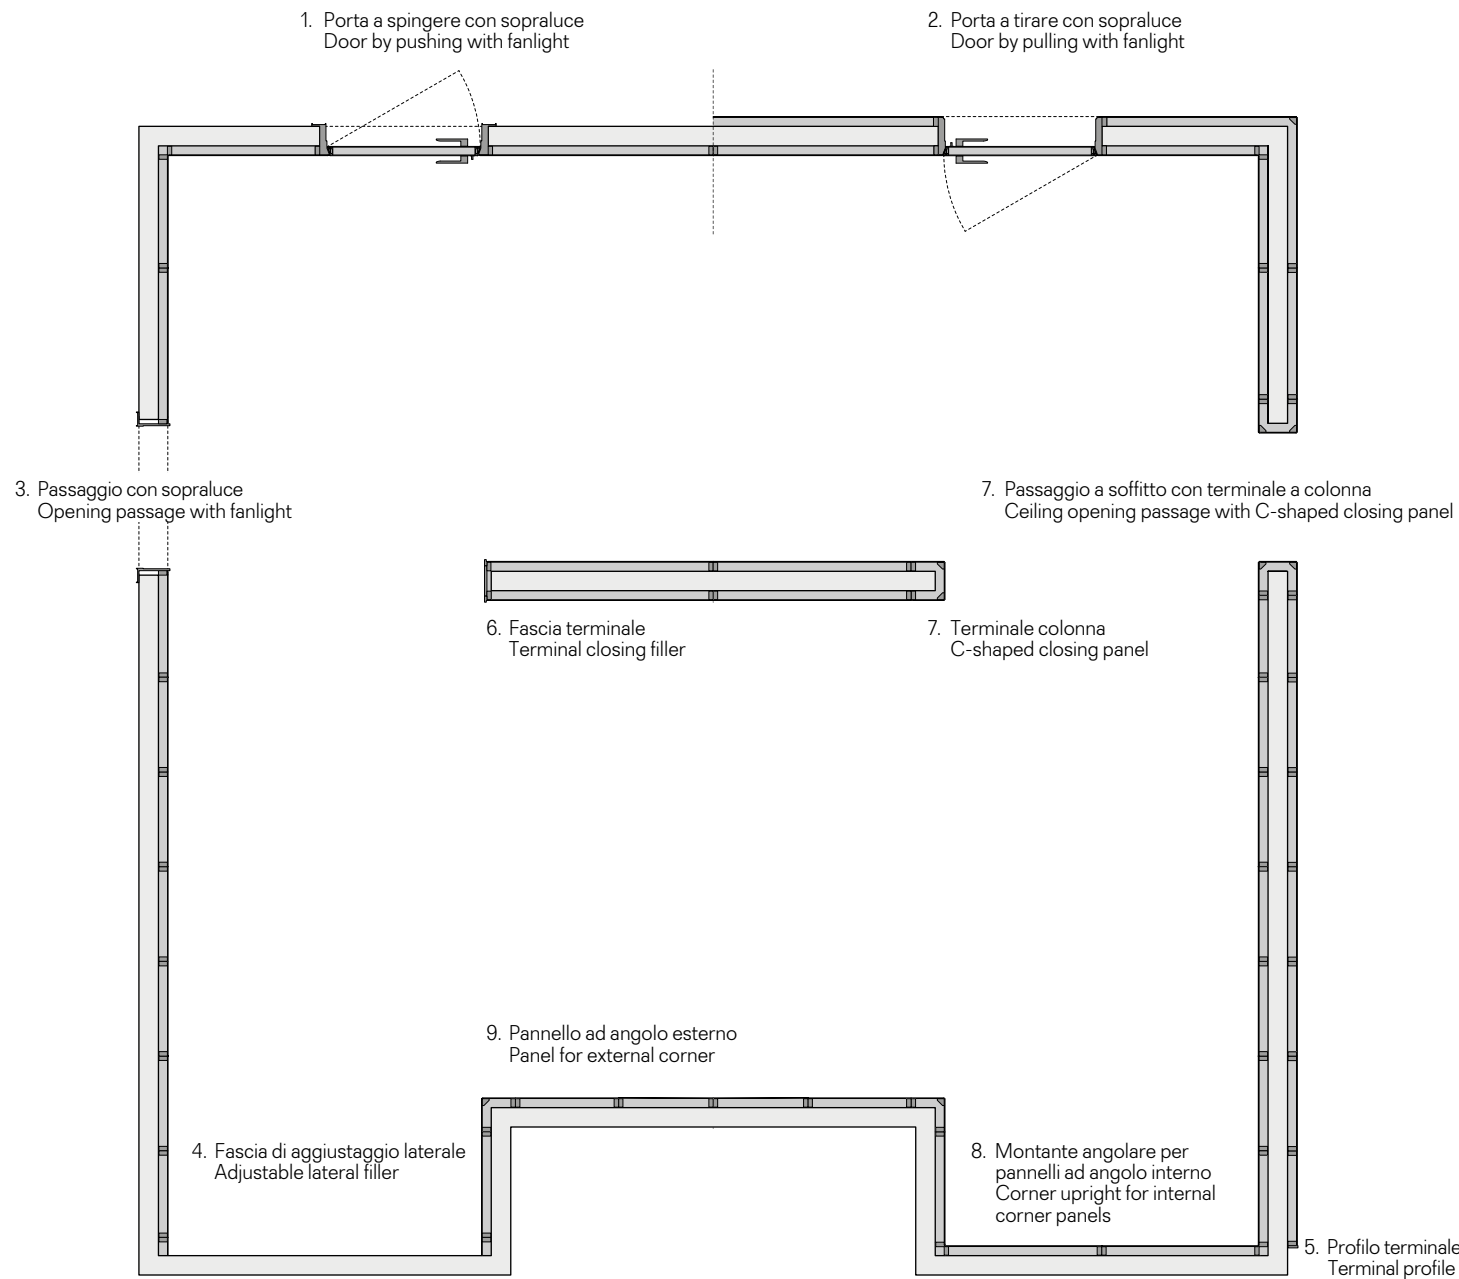 1. Porta a spingere con sopraluce
Door by pushing with fanlight
2. Porta a tirare con sopraluce
Door by pulling with fanlight
3. Passaggio con sopraluce
Opening passage with fanlight
7. Passaggio a soffitto con terminale a colonna
Ceiling opening passage with C-shaped closing panel
6. Fascia terminale
Terminal closing filler
7. Terminale colonna
C-shaped closing panel
9. Pannello ad angolo esterno
Panel for external corner
4. Fascia di aggiustaggio laterale
Adjustable lateral filler
8. Montante angolare per
pannelli ad angolo interno
Corner upright for internal
corner panels
5. Profilo terminale
Terminal profile